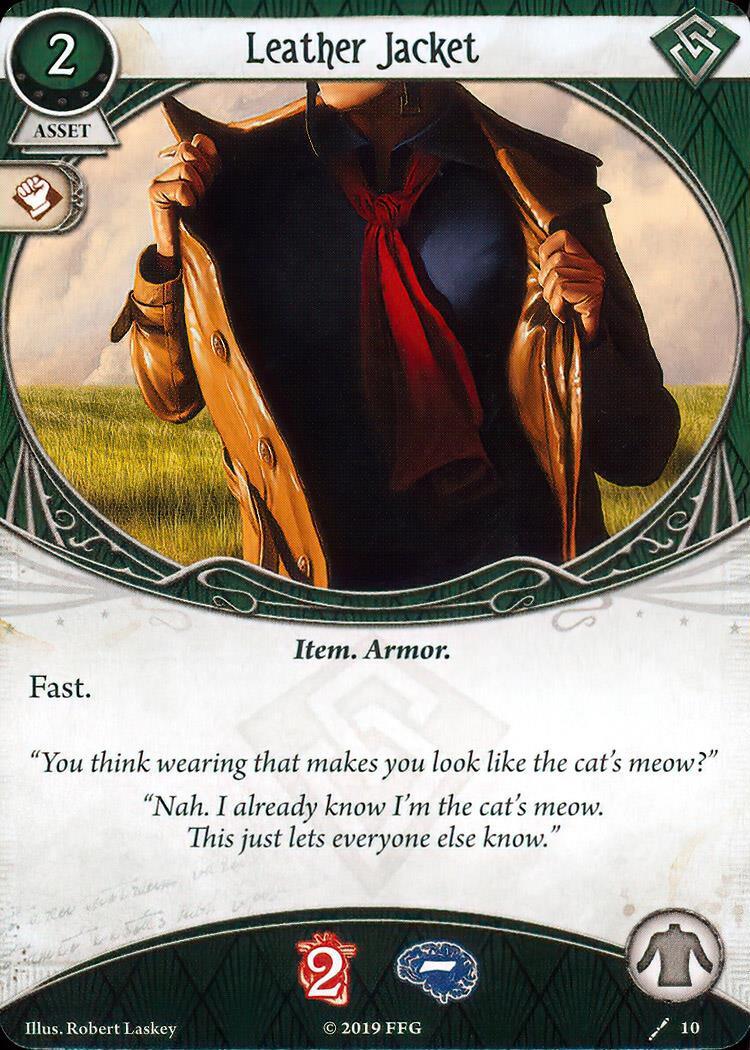 2
Leather Jacket
ASSET
Item. Armor.
Fast.
“You think wearing that makes you look like the cat’s meow?”
“Nah. I already know I’m the cat’s meow.
This just lets everyone else know.”
2
-
Illus. Robert Laskey
© 2019 FFG
10